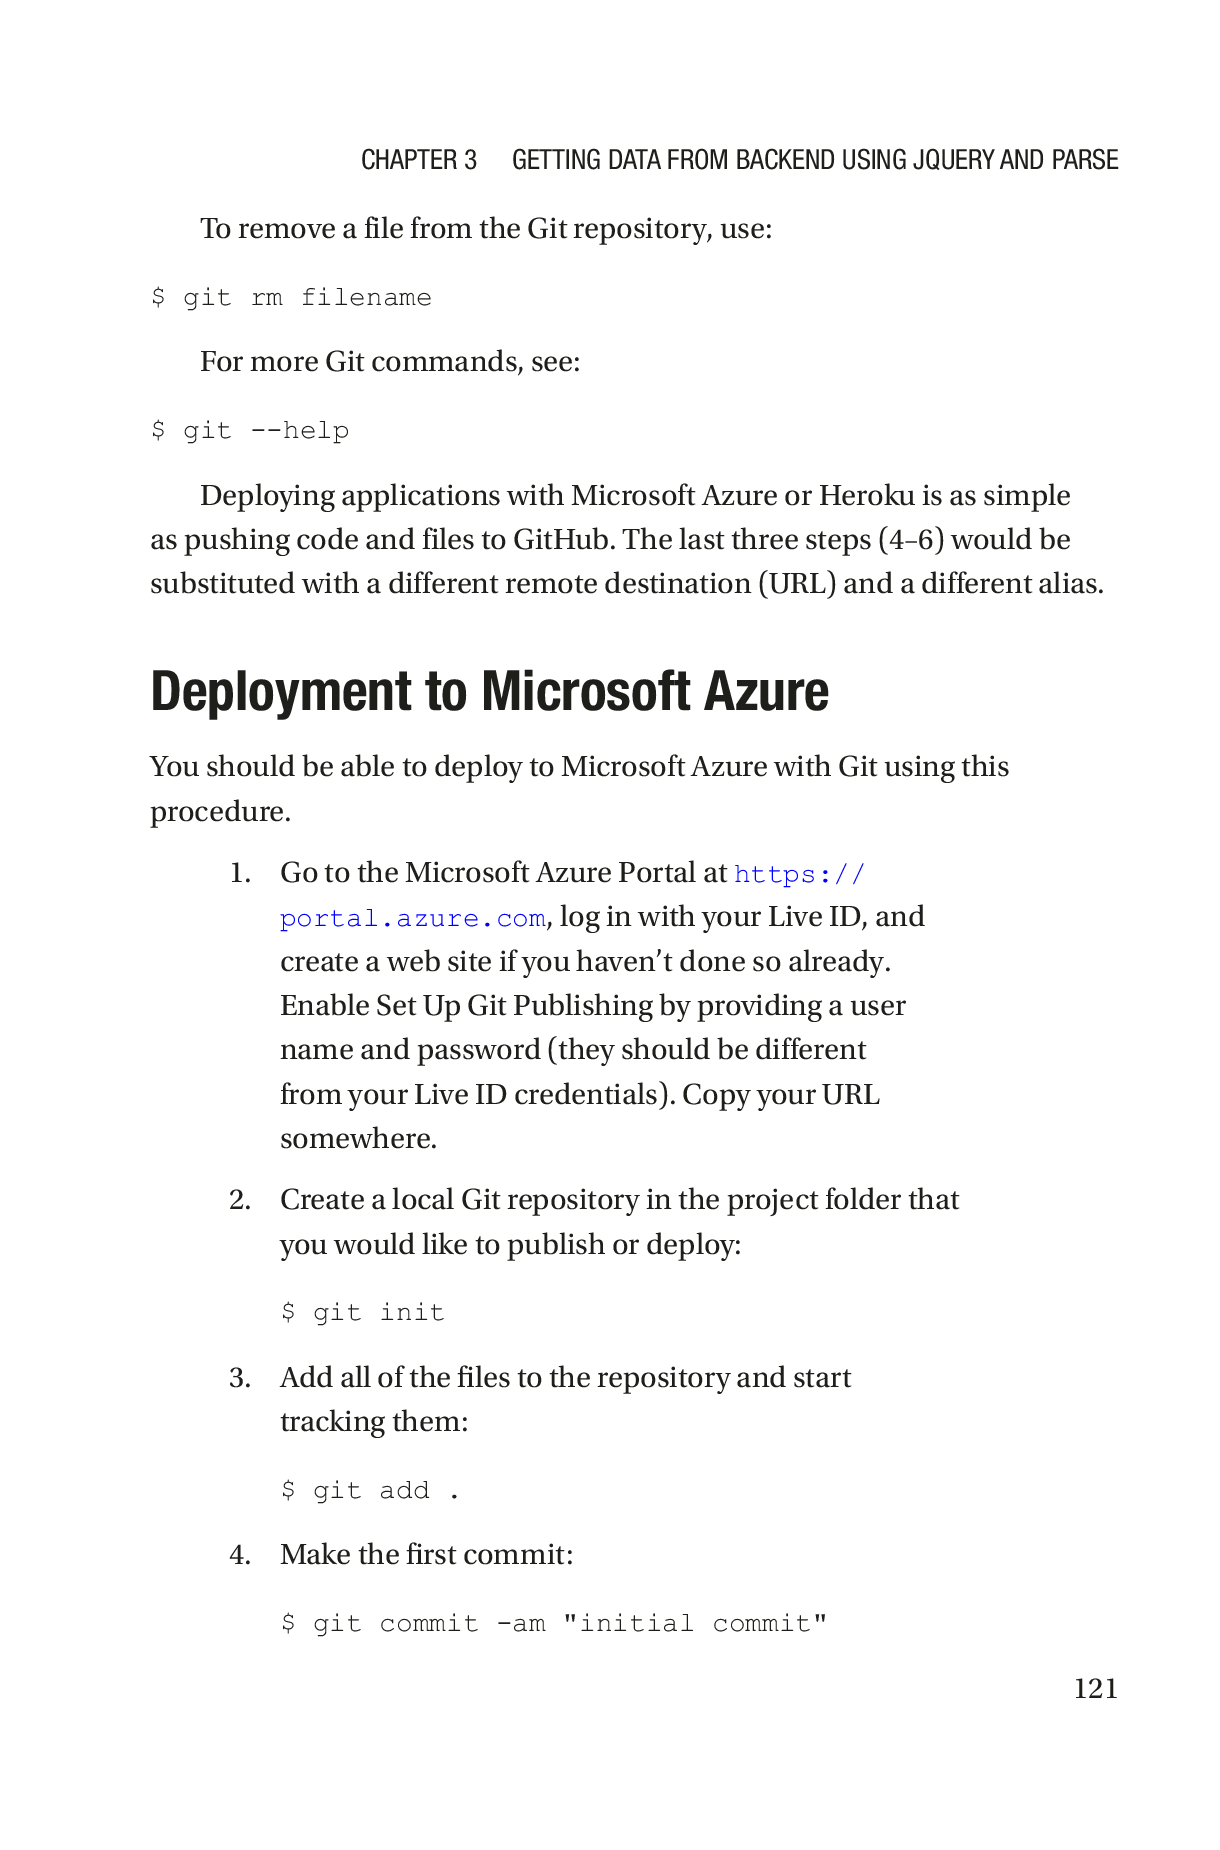 CHAPTER 3 GETTING DATA FROM BACKEND USING JQUERY AND PARSE
To remove a file from the Git repository, use:
$ git rm filename
For more Git commands, see:
$ git --help
Deploying applications with Microsoft Azure or Heroku is as simple
as pushing code and files to GitHub. The last three steps (4–6) would be
substituted with a different remote destination (URL) and a different alias.
Deployment to Microsoft Azure
You should be able to deploy to Microsoft Azure with Git using this
procedure.
1. Go to the Microsoft Azure Portal at https://
portal.azure.com, log in with your Live ID, and
create a web site if you haven’t done so already.
Enable Set Up Git Publishing by providing a user
name and password (they should be different
from your Live ID credentials). Copy your URL
somewhere.
2. Create a local Git repository in the project folder that
you would like to publish or deploy:
$ git init
3. Add all of the files to the repository and start
tracking them:
$ git add .
4. Make the first commit:
$ git commit -am "initial commit"
121